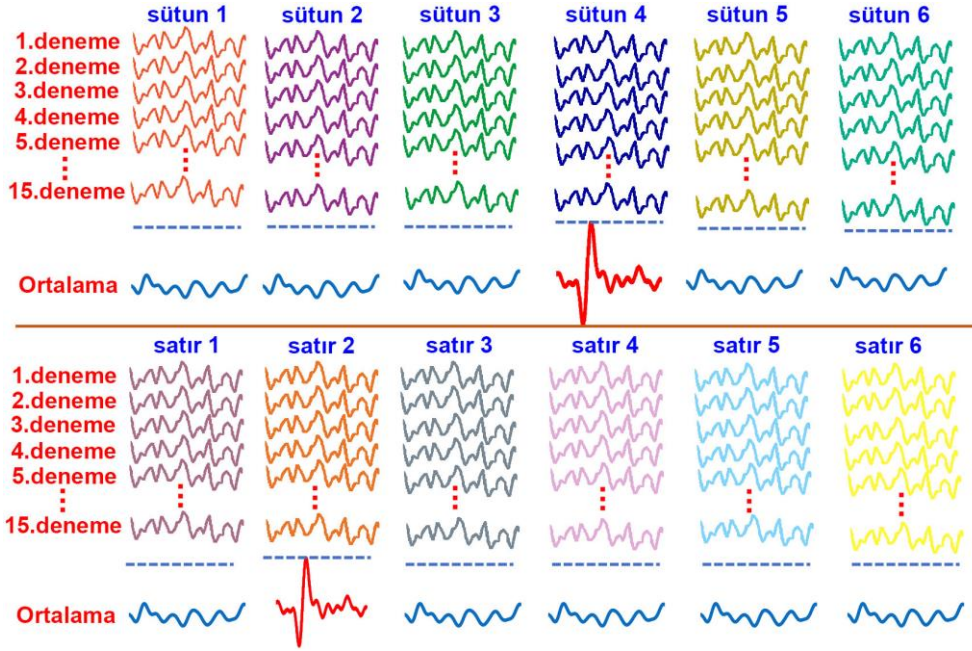 sütun 1 sütun 2 sütun 3 sütun 4 sütun 5 sütun 6
1.deneme
2.deneme
3.deneme
4.deneme
5.deneme
15.deneme
Ortalama
satır 1 satır 2 satır 3 satır 4 satır 5 satır 6
1.deneme
2.deneme
3.deneme
4.deneme
5.deneme
15.deneme
Ortalama